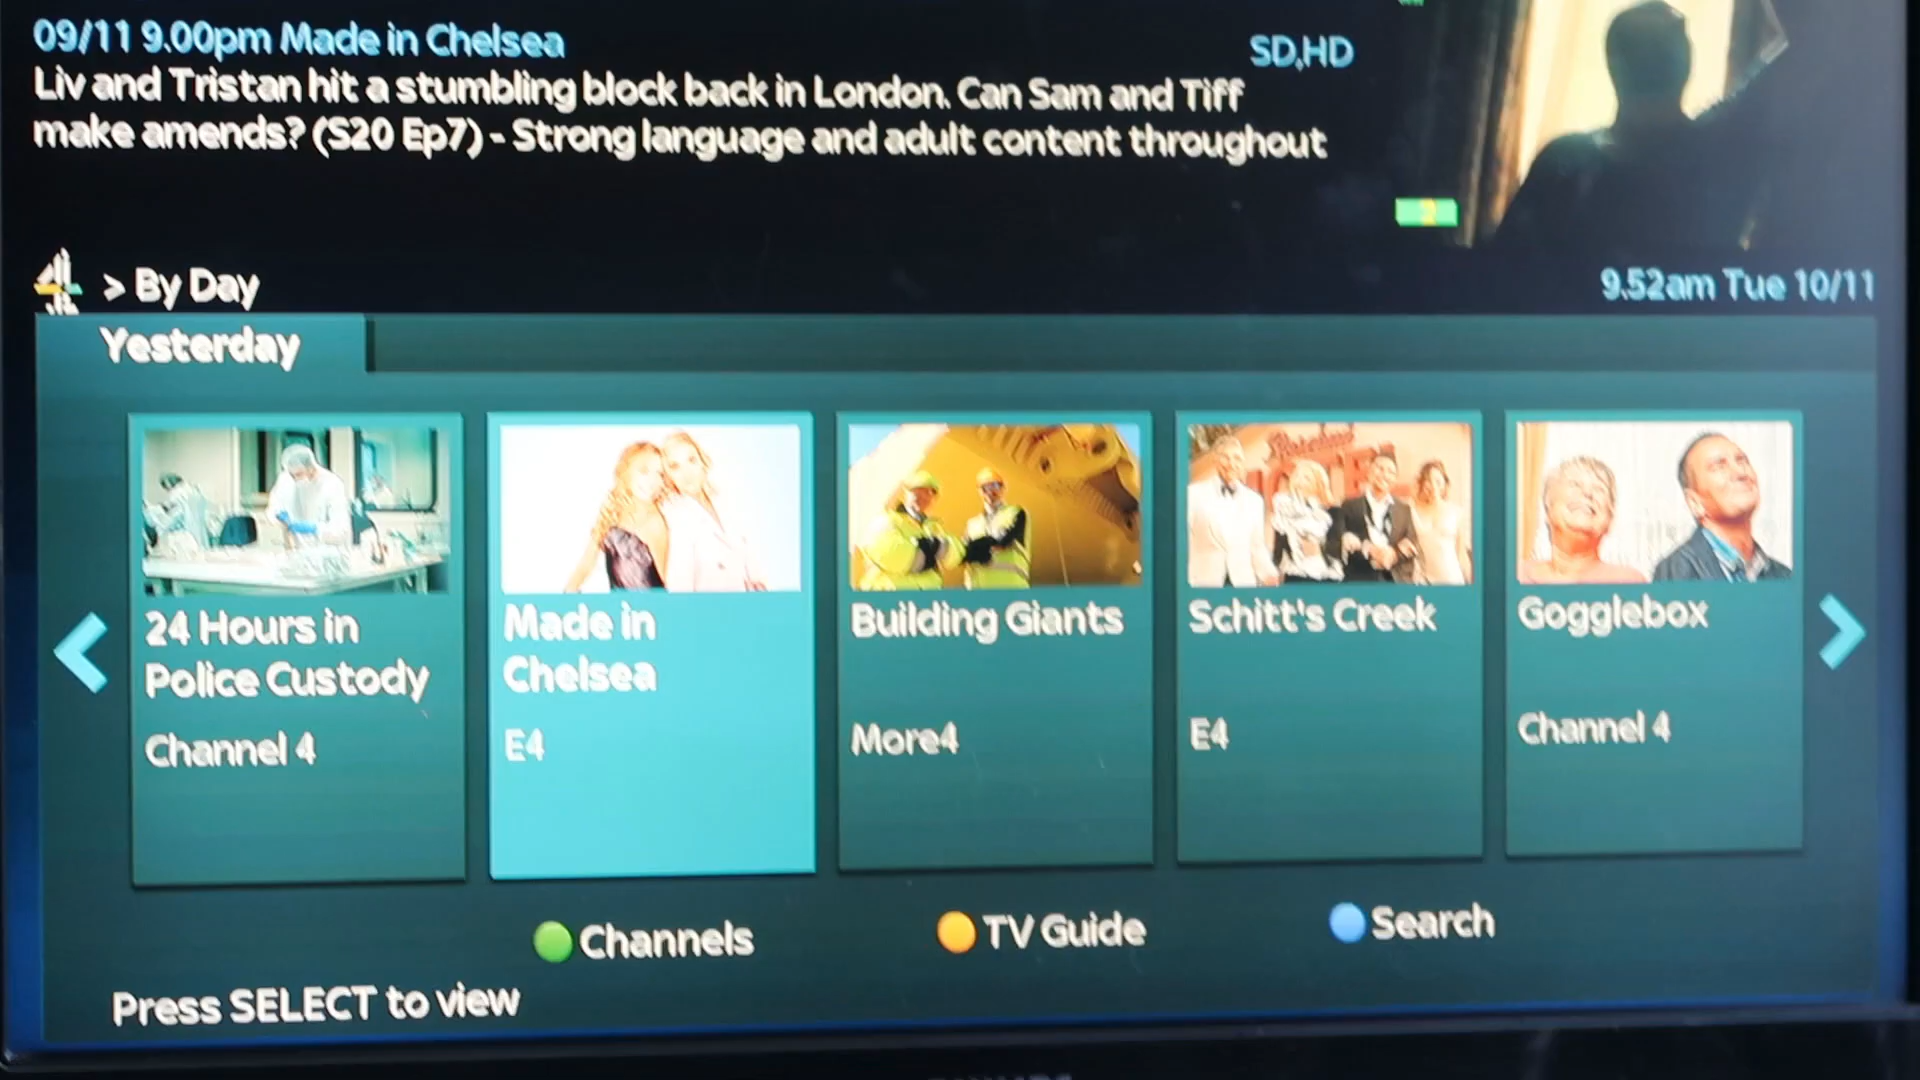 09/11 9.00pm Made in Chelsea
SD,HD
Liv and Tristan hit a stumbling block back in London. Can Sam and Tiff
make amends? (S20 Ep7) - Strong language and adult content throughout
> By Day
9.52am Tue 10/11
Yesterday
24 Hours in
Police Custody
Channel 4
Made in
Chelsea
E4
Building Giants
More4
Schitt's Creek
E4
Gogglebox
Channel 4
Channels
TV Guide
Search
Press SELECT to view